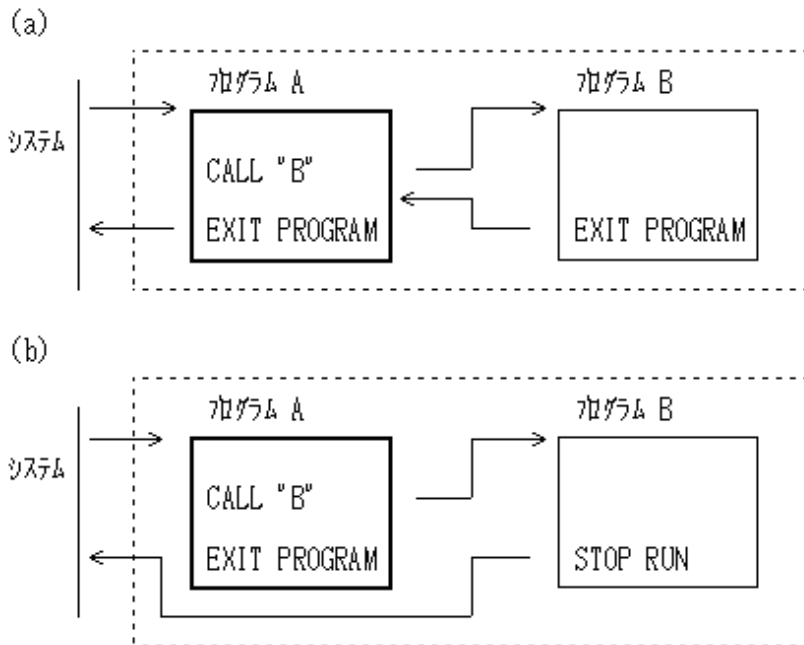 (a)
プログラム A
プログラム B
システム
CALL "B"
EXIT PROGRAM
EXIT PROGRAM
(b)
プログラム A
プログラム B
システム
CALL "B"
EXIT PROGRAM
STOP RUN